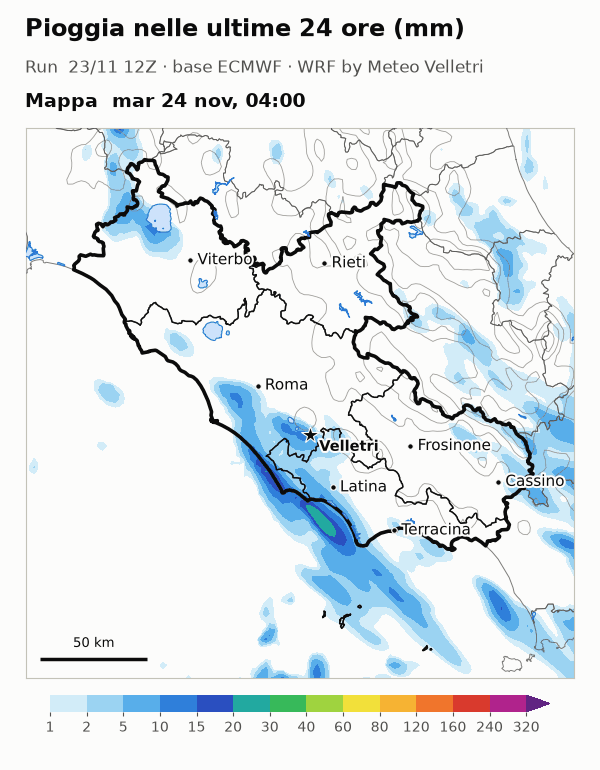 Pioggia nelle ultime 24 ore (mm)
Run 23/11 12Z · base ECMWF · WRF by Meteo Velletri
Mappa mar 24 nov, 04:00
Viterbo
Rieti
Roma
Velletri
Frosinone
Cassino
Latina
Terracina
50 km
1 2 5 10 15 20 30 40 60 80 120 160 240 320